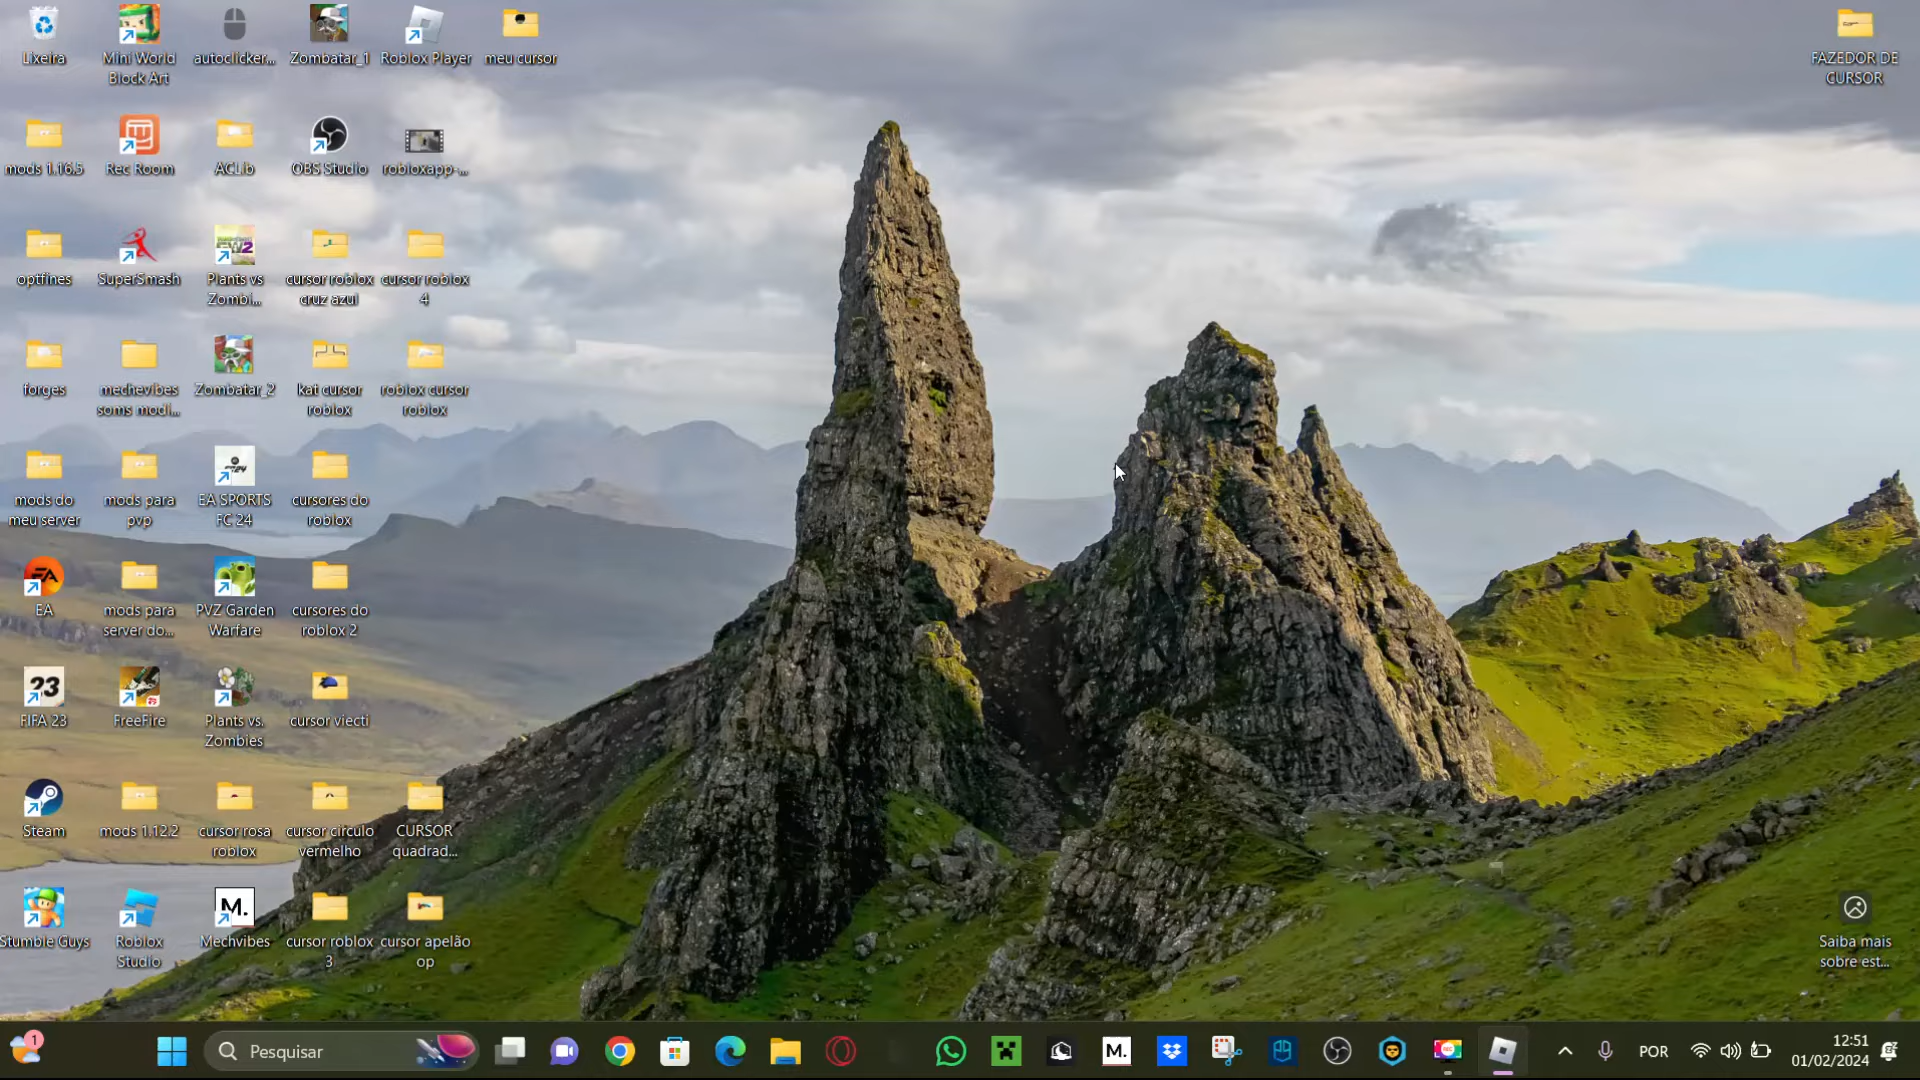 Lixeira
Mini World
Block Art
autoclicker...
Zombatar_1
Roblox Player
meu cursor
FAZEDOR DE
CURSOR
mods 1.16.5
Rec Room
ACLib
OBS Studio
robloxapp-...
optfines
SuperSmash
Plants vs
Zombi...
cursor roblox
cruz azul
cursor roblox
4
forges
mechevibes
soms modi...
Zombatar_2
kat cursor
roblox
roblox cursor
roblox
mods do
meu server
mods para
pvp
EA SPORTS
FC 24
cursores do
roblox
EA
mods para
server do...
PVZ Garden
Warfare
cursores do
roblox 2
23
FIFA 23
FreeFire
Plants vs.
Zombies
cursor viecti
Steam
mods 1.12.2
cursor rosa
roblox
cursor circulo
vermelho
CURSOR
quadrad...
Stumble Guys
Roblox
Studio
M.
Mechvibes
cursor roblox
3
cursor apelão
op
Saiba mais
sobre est...
1
Pesquisar
M.
POR
12:51
01/02/2024